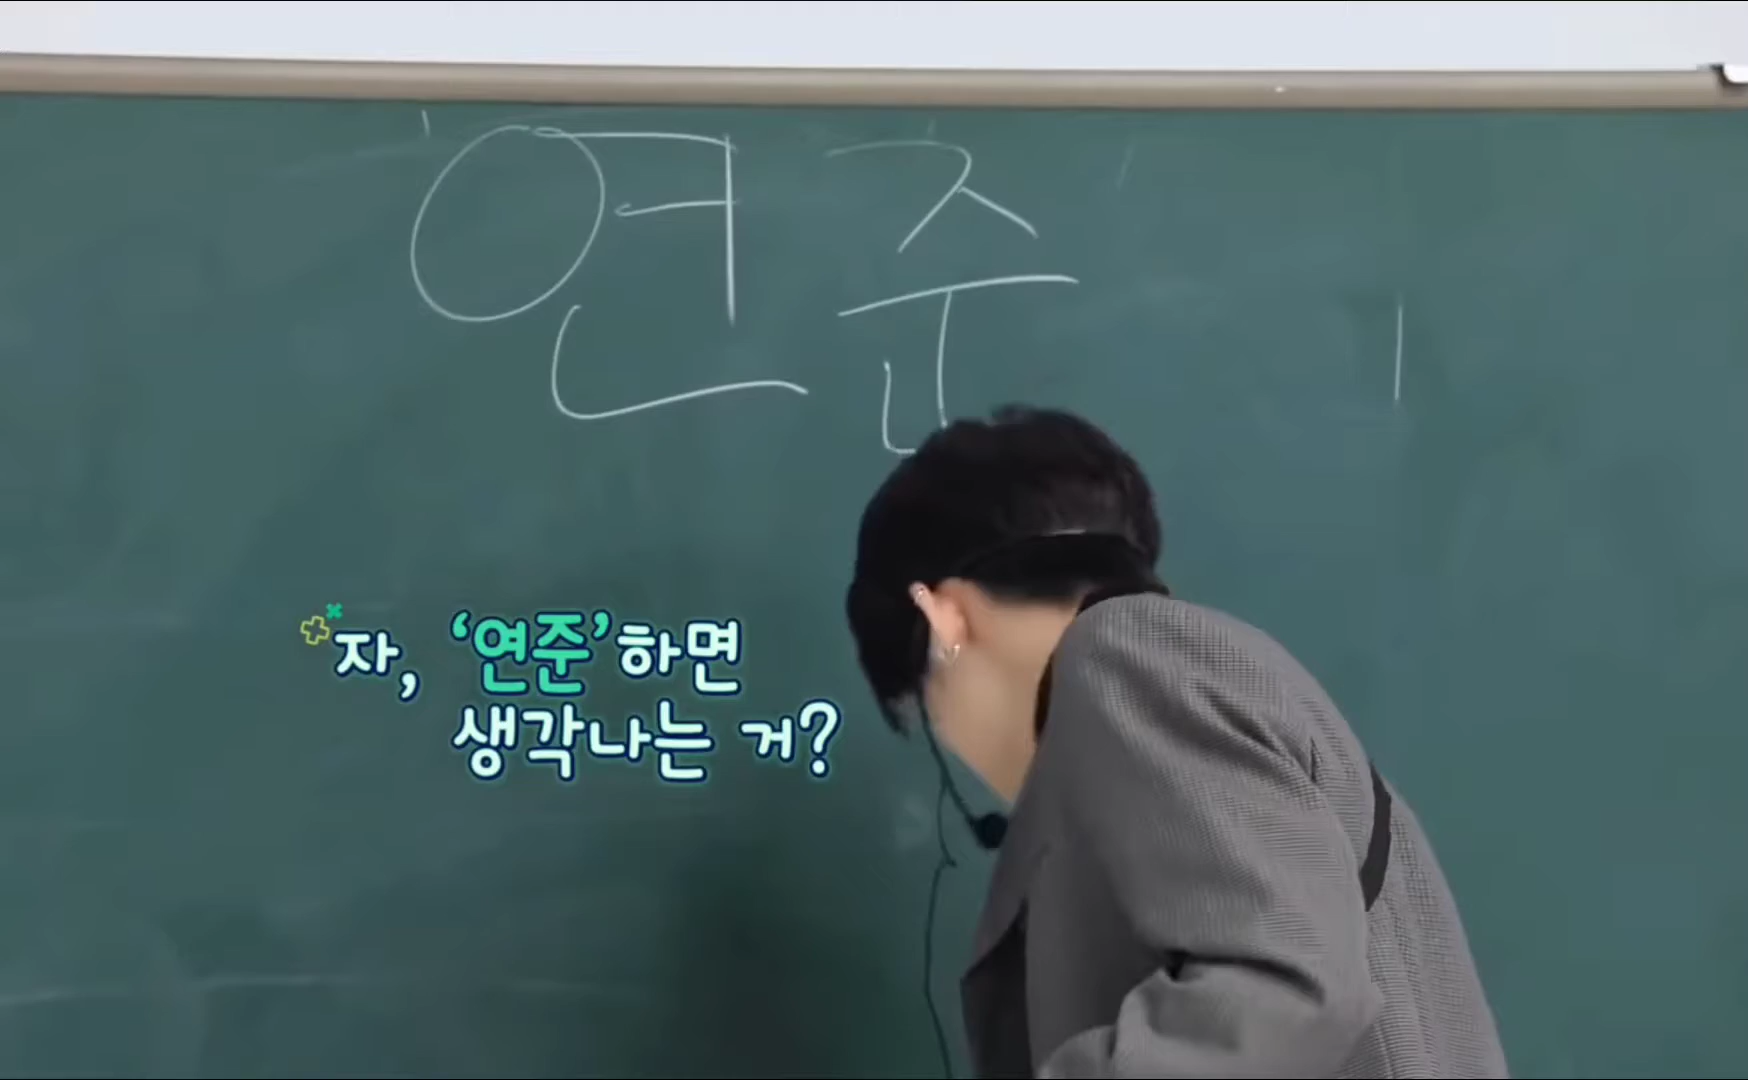 연준
자, ‘연준’하면
생각나는 거?